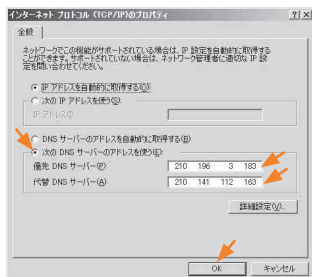 インターネット プロトコル (TCP/IP)のプロパティ
? ×
全般
ネットワークでこの機能がサポートされている場合は、IP 設定を自動的に取得する
ことができます。サポートされていない場合は、ネットワーク管理者に適切な IP 設
定を問い合わせてください。
IP アドレスを自動的に取得する(O)
次の IP アドレスを使う(S):
IP アドレス(I):
DNS サーバーのアドレスを自動的に取得する(B)
次の DNS サーバーのアドレスを使う(E):
優先 DNS サーバー(P): 210 196 3 183
代替 DNS サーバー(A): 210 141 112 163
詳細設定(V)...
OK キャンセル